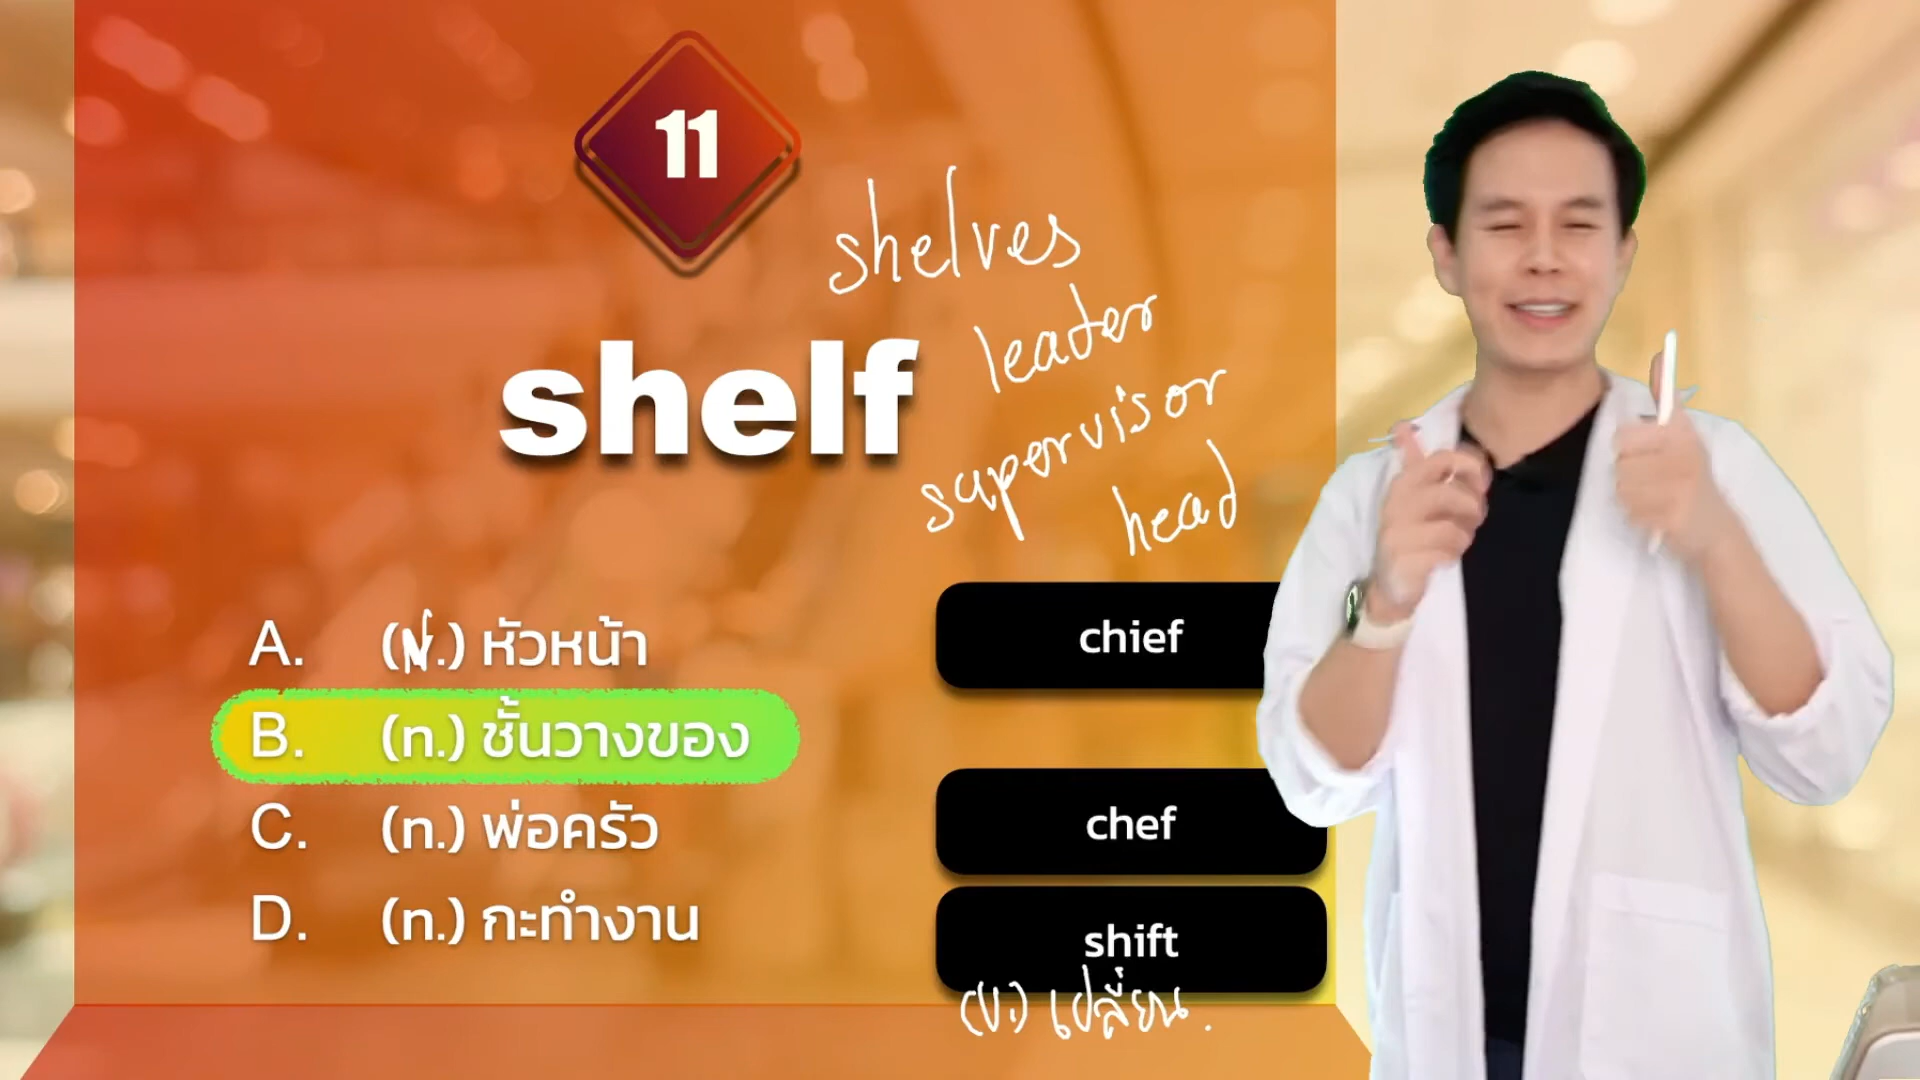 11
shelves
leader
shelf
supervisor
head
A. (N.) หัวหน้า
chief
B. (n.) ชั้นวางของ
C. (n.) พ่อครัว
chef
D. (n.) กะทำงาน
shift
(v.) เปลี่ยน.